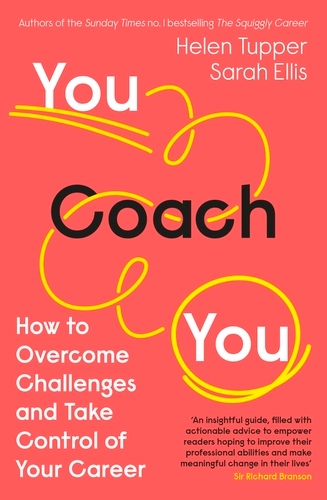 Authors of the Sunday Times no. 1 bestselling The Squiggly Career
Helen Tupper
Sarah Ellis
You
Coach
You
How to
Overcome
Challenges
and Take
Control of
Your Career
'An insightful guide, filled with
actionable advice to empower
readers hoping to improve their
professional abilities and make
meaningful change in their lives'
Sir Richard Branson